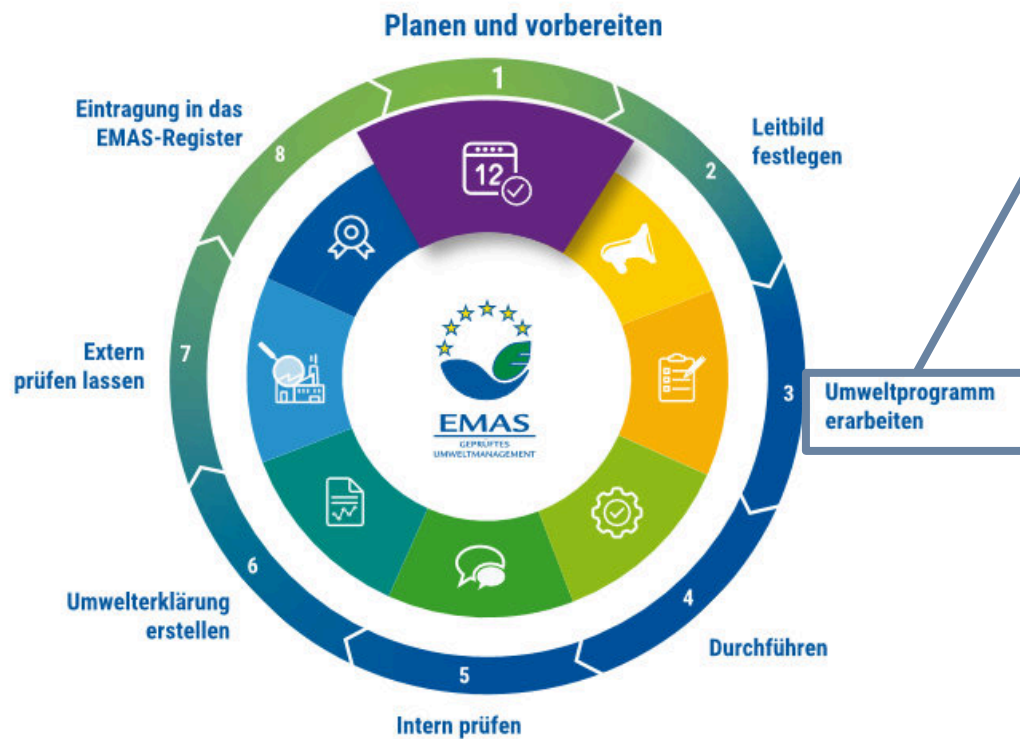 Planen und vorbereiten
1
12
Leitbild
festlegen
2
3
Umweltprogramm
erarbeiten
4
Durchführen
5
Intern prüfen
6
Umwelterklärung
erstellen
7
Extern
prüfen lassen
8
Eintragung in das
EMAS-Register
EMAS
GEPRÜFTES
UMWELTMANAGEMENT